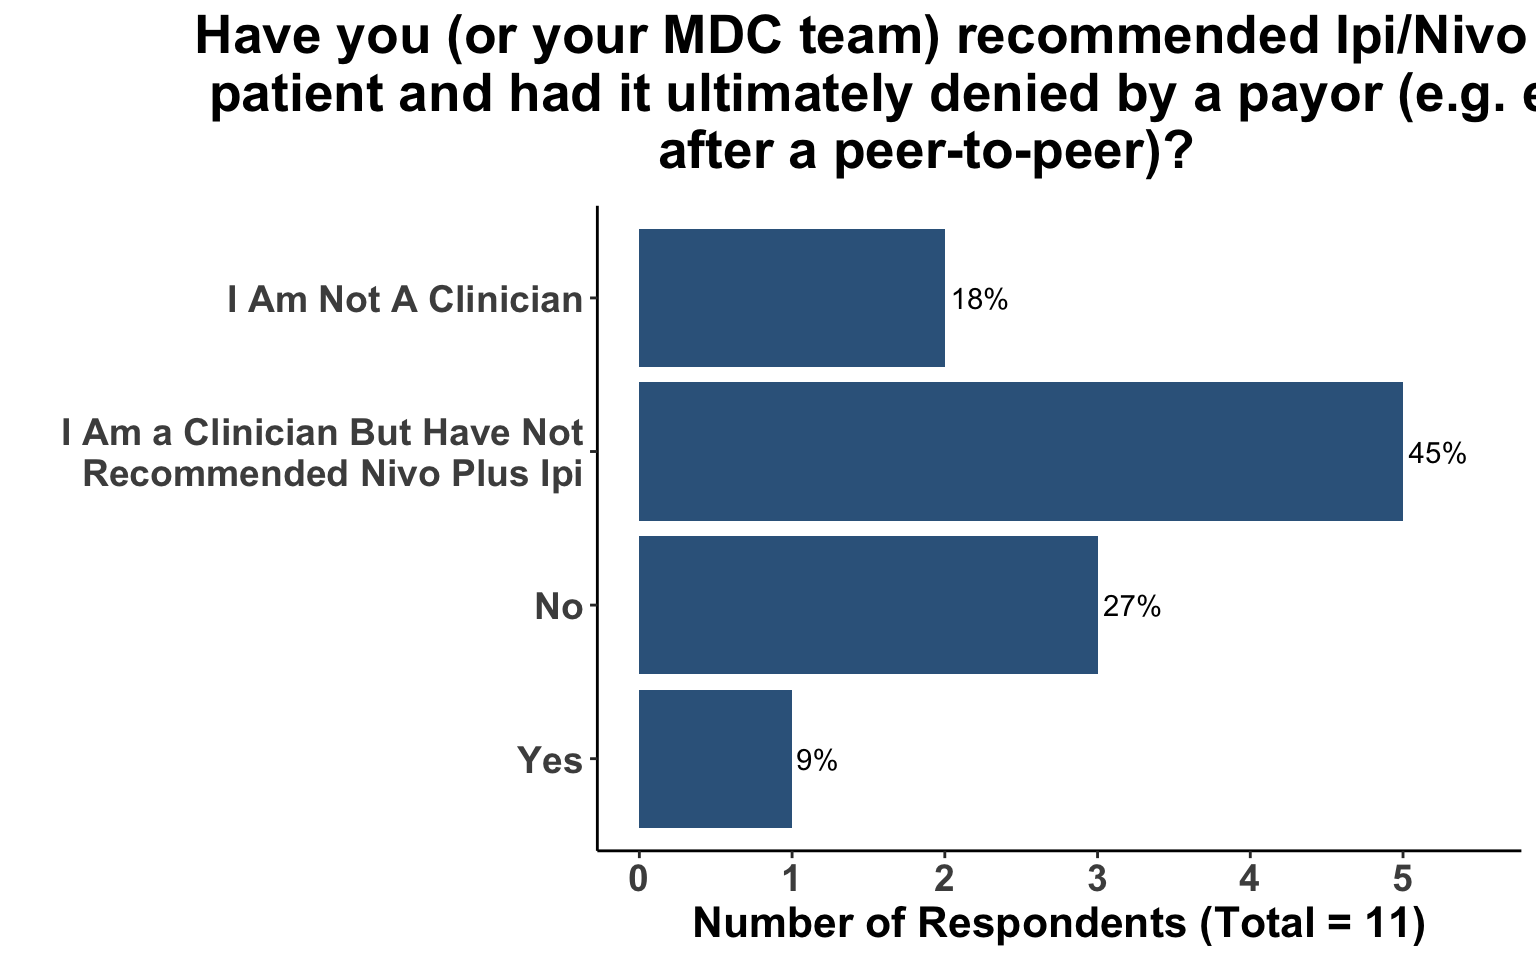 Have you (or your MDC team) recommended Ipi/Nivo
patient and had it ultimately denied by a payor (e.g.
after a peer-to-peer)?
I Am Not A Clinician
18%
I Am a Clinician But Have Not
Recommended Nivo Plus Ipi
45%
No
27%
Yes
9%
0 1 2 3 4 5
Number of Respondents (Total = 11)